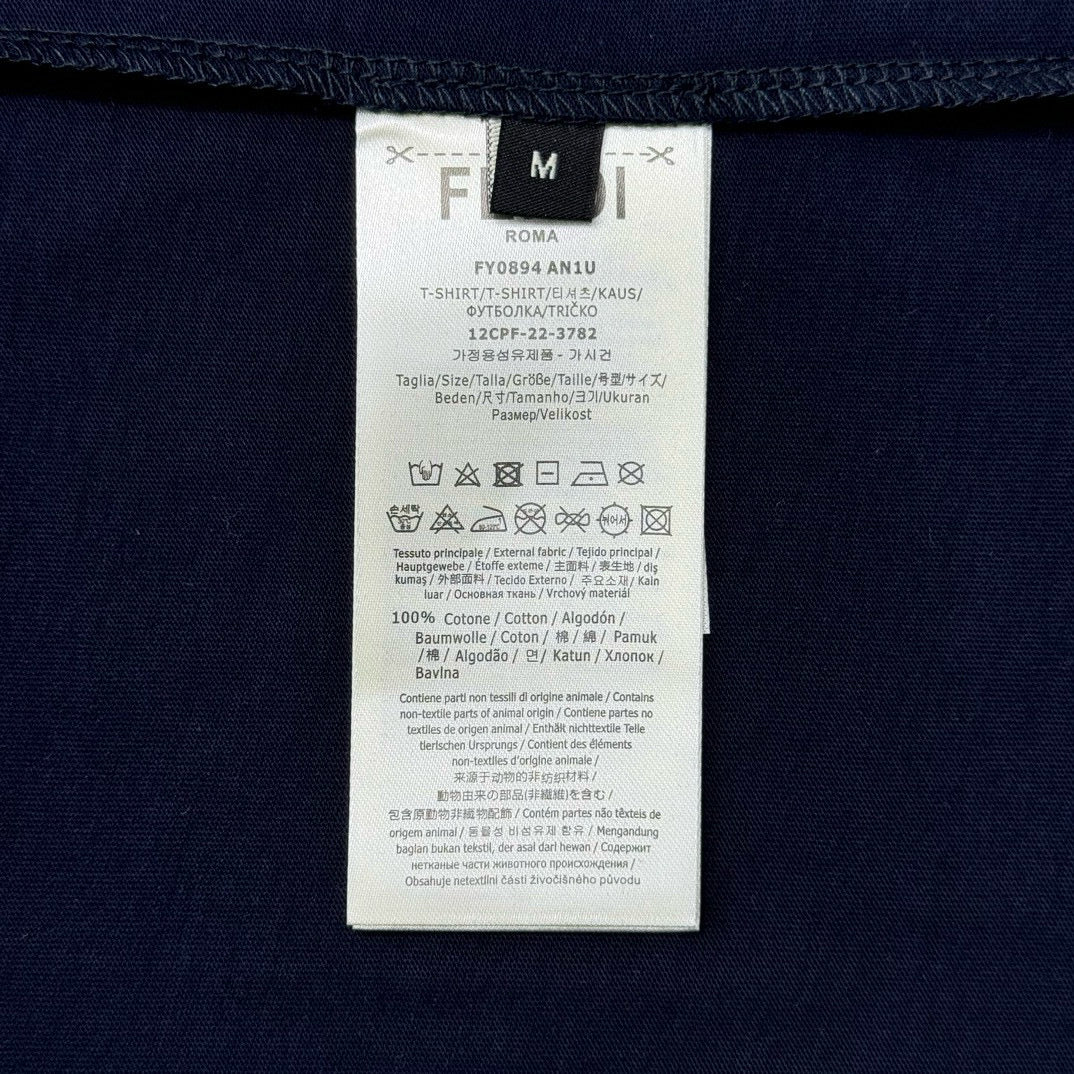 M
ROMA
FY0894 AN1U
T-SHIRT/T-SHIRT/티셔츠/KAUS/
ФУТБОЛКА/TRIČKO
12CPF-22-3782
가정용섬유제품 - 가시건
Taglia/Size/Talla/Größe/Taille/号型/サイズ/
Beden/尺寸/Tamanho/크기/Ukuran
Размер/Velikost
손세탁
Tessuto principale / External fabric / Tejido principal /
Hauptgewebe / Étoffe exteme / 主面料 / 表生地 / diş
kumaş / 外部面料 / Tecido Externo / 주요소재 / Kain
luar / Основная ткань / Vrchový materiál
100% Cotone / Cotton / Algodón /
Baumwolle / Coton / 棉 / 綿 / Pamuk
/ 棉 / Algodão / 면 / Katun / Хлопок /
Bavlna
Contiene parti non tessili di origine animale / Contains
non-textile parts of animal origin / Contiene partes no
textiles de origen animal / Enthält nichttextile Telle
tierischen Ursprungs / Contient des éléments
non-textiles d'origine animale /
来源于动物的非纺织材料 /
動物由来の部品(非繊維)を含む /
包含原動物非織物配飾 / Contém partes não têxteis de
origem animal / 동물성 비섬유제 함유 / Mengandung
bagian bukan tekstil, der asal dari hewan / Содержит
нетканые части животного происхождения /
Obsahuje netextilní části živočišného původu